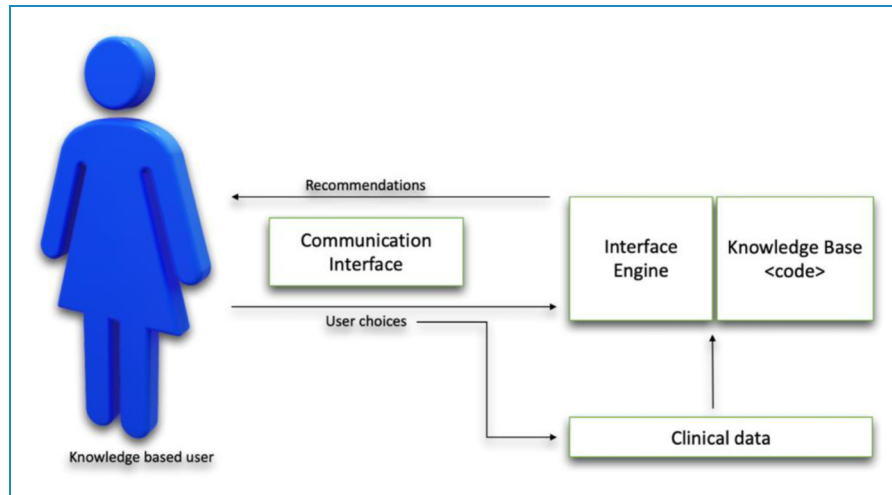 Recommendations
Communication
Interface
Interface
Engine
Knowledge Base
<code>
User choices
Clinical data
Knowledge based user